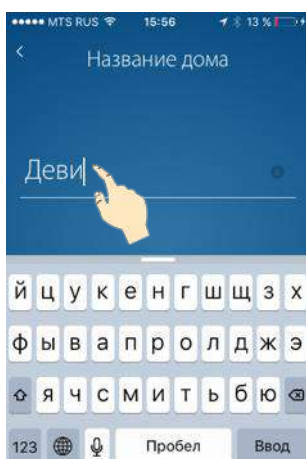 MTS RUS 15:56 13 %
Название дома
Деви
й ц у к е н г ш щ з х
ф ы в а п р о л д ж э
я ч с м и т ь б ю
123 Пробел Ввод